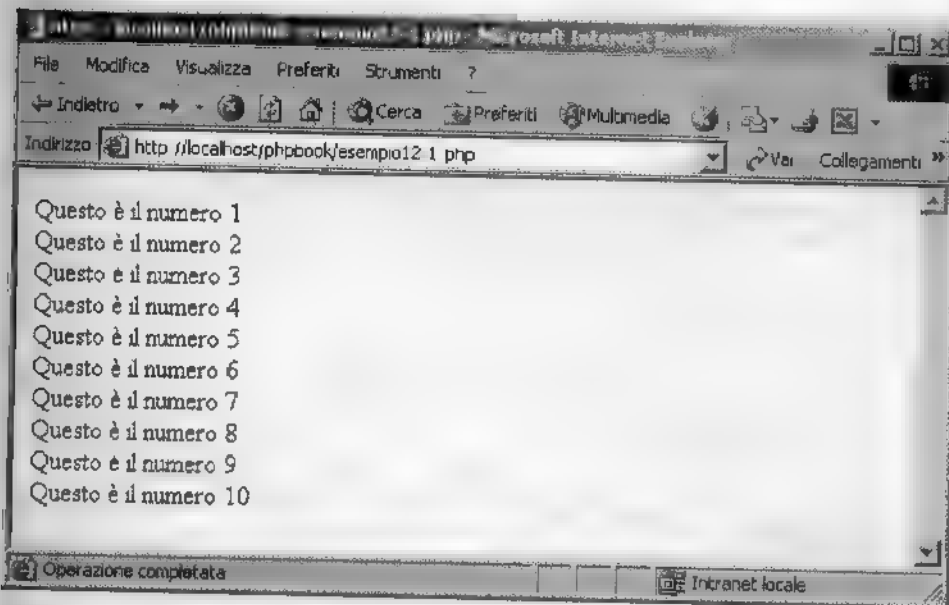 Microsoft Internet Explorer
File Modifica Visualizza Preferiti Strumenti ?
Indietro Cerca Preferiti Multimedia
Indirizzo http://localhost/phpbook/esempio12 1 php Vai Collegamenti »
Questo è il numero 1
Questo è il numero 2
Questo è il numero 3
Questo è il numero 4
Questo è il numero 5
Questo è il numero 6
Questo è il numero 7
Questo è il numero 8
Questo è il numero 9
Questo è il numero 10
Operazione completata Intranet locale